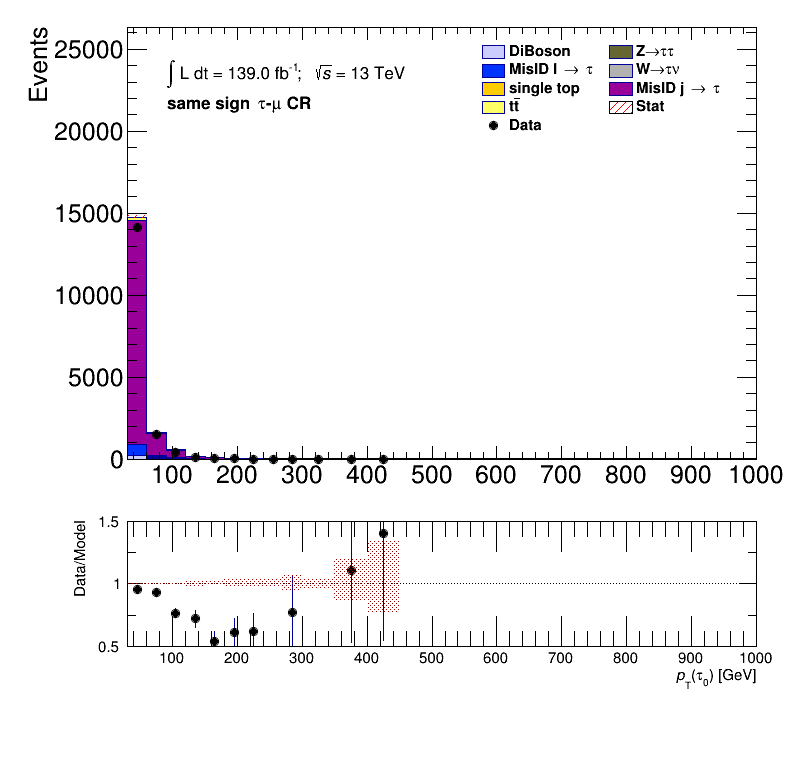 Events
25000
20000
15000
10000
5000
0
∫ L dt = 139.0 fb⁻¹; √s = 13 TeV
same sign τ-μ CR
DiBoson
MisID l → τ
single top
tt̄
Data
Z→ττ
W→τν
MisID j → τ
Stat
100 200 300 400 500 600 700 800 900 1000
Data/Model
1.5
1
0.5
100 200 300 400 500 600 700 800 900 1000
p_T(τ₀) [GeV]